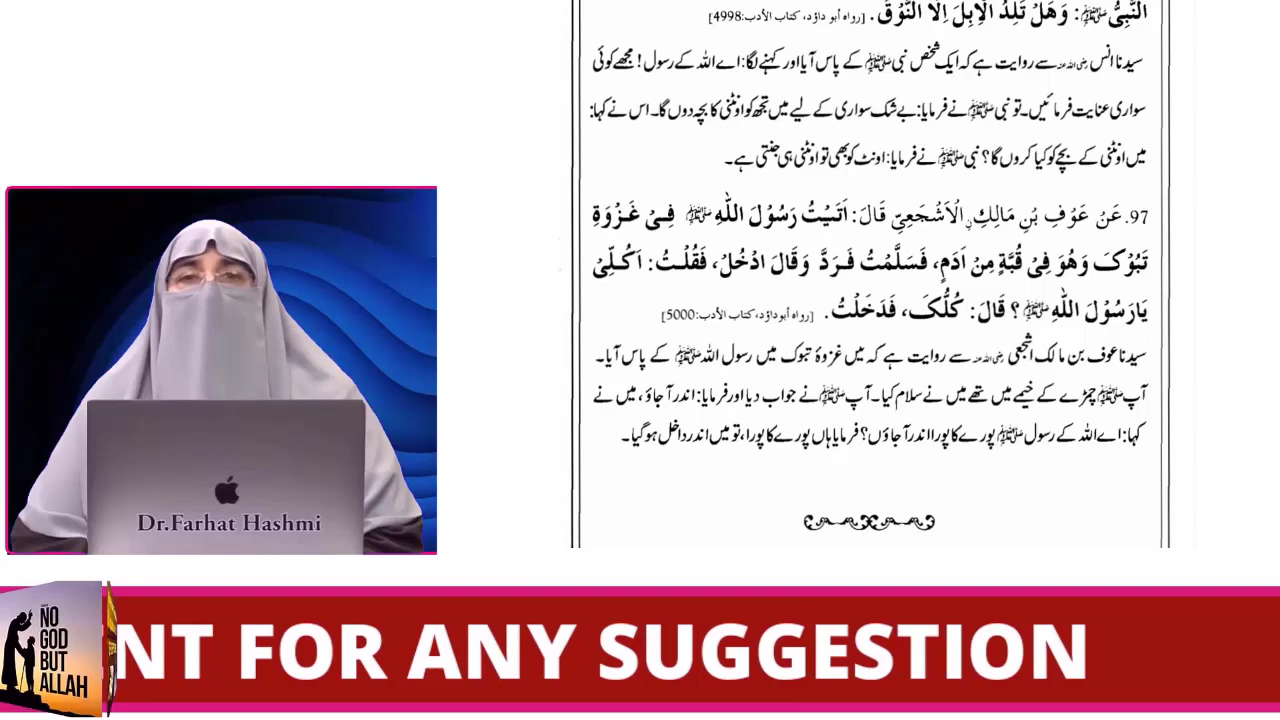 النَّبِيُّ ﷺ: وَهَلْ تَلِدُ الْاِبِلَ اِلَّا النُّوْقُ. [رواه أبو داؤد، كتاب الأدب:4998]
سیدنا انس رضی اللہ عنہ سے روایت ہے کہ ایک شخص نبی ﷺ کے پاس آیا اور کہنے لگا: اے اللہ کے رسول! مجھے کوئی
سواری عنایت فرمائیں۔ تو نبی ﷺ نے فرمایا: بے شک سواری کے لیے میں تجھ کو اونٹنی کا بچہ دوں گا۔ اس نے کہا:
میں اونٹنی کے بچے کو کیا کروں گا؟ نبی ﷺ نے فرمایا: اونٹ کو بھی تو اونٹنی ہی جنتی ہے۔
97. عَنْ عَوْفِ بْنِ مَالِكِ ِالْاَشْجَعِيِّ قَالَ: اَتَيْتُ رَسُوْلَ اللّٰهِ ﷺ فِيْ غَزْوَةِ
تَبُوْكَ وَهُوَ فِيْ قُبَّةٍ مِنْ اَدَمٍ، فَسَلَّمْتُ فَرَدَّ وَقَالَ ادْخُلْ، فَقُلْتُ: اَكُلِّيْ
يَارَسُوْلَ اللّٰهِ ﷺ؟ قَالَ: كُلُّكَ، فَدَخَلْتُ. [رواه أبوداؤد، كتاب الأدب:5000]
سیدنا عوف بن مالک اشجعی رضی اللہ عنہ سے روایت ہے کہ میں غزوۂ تبوک میں رسول اللہ ﷺ کے پاس آیا۔
آپ ﷺ چمڑے کے خیمے میں تھے میں نے سلام کیا۔ آپ ﷺ نے جواب دیا اور فرمایا: اندر آ جاؤ، میں نے
کہا: اے اللہ کے رسول ﷺ پورے کا پورا اندر آ جاؤں؟ فرمایا ہاں پورے کا پورا، تو میں اندر داخل ہو گیا۔
Dr.Farhat Hashmi
NO
GOD
BUT
ALLAH
NT FOR ANY SUGGESTION